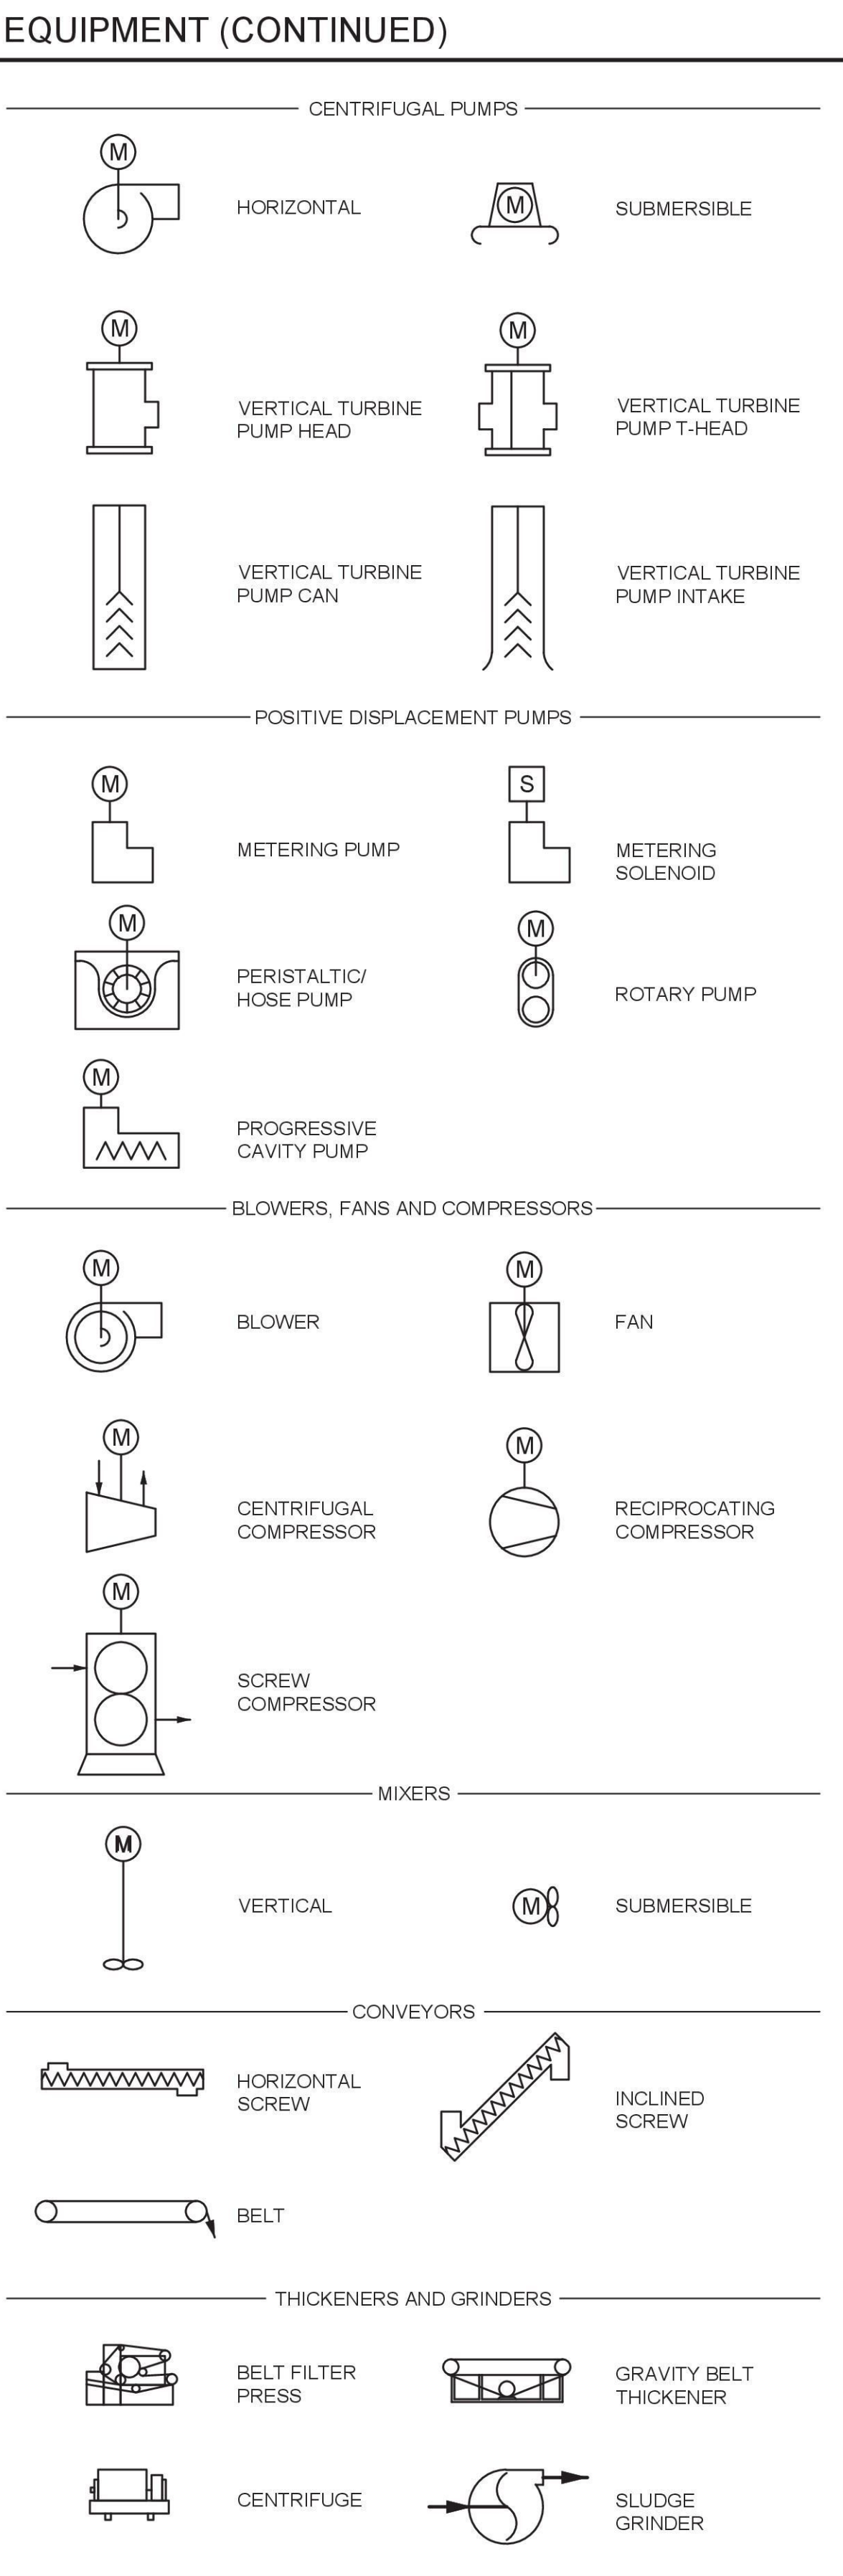 EQUIPMENT (CONTINUED)
CENTRIFUGAL PUMPS
M
HORIZONTAL
M
SUBMERSIBLE
M
VERTICAL TURBINE
PUMP HEAD
M
VERTICAL TURBINE
PUMP T-HEAD
VERTICAL TURBINE
PUMP CAN
VERTICAL TURBINE
PUMP INTAKE
POSITIVE DISPLACEMENT PUMPS
M
METERING PUMP
S
METERING
SOLENOID
M
PERISTALTIC/
HOSE PUMP
M
ROTARY PUMP
M
PROGRESSIVE
CAVITY PUMP
BLOWERS, FANS AND COMPRESSORS
M
BLOWER
M
FAN
M
CENTRIFUGAL
COMPRESSOR
M
RECIPROCATING
COMPRESSOR
M
SCREW
COMPRESSOR
MIXERS
M
VERTICAL
M
SUBMERSIBLE
CONVEYORS
HORIZONTAL
SCREW
INCLINED
SCREW
BELT
THICKENERS AND GRINDERS
BELT FILTER
PRESS
GRAVITY BELT
THICKENER
CENTRIFUGE
SLUDGE
GRINDER